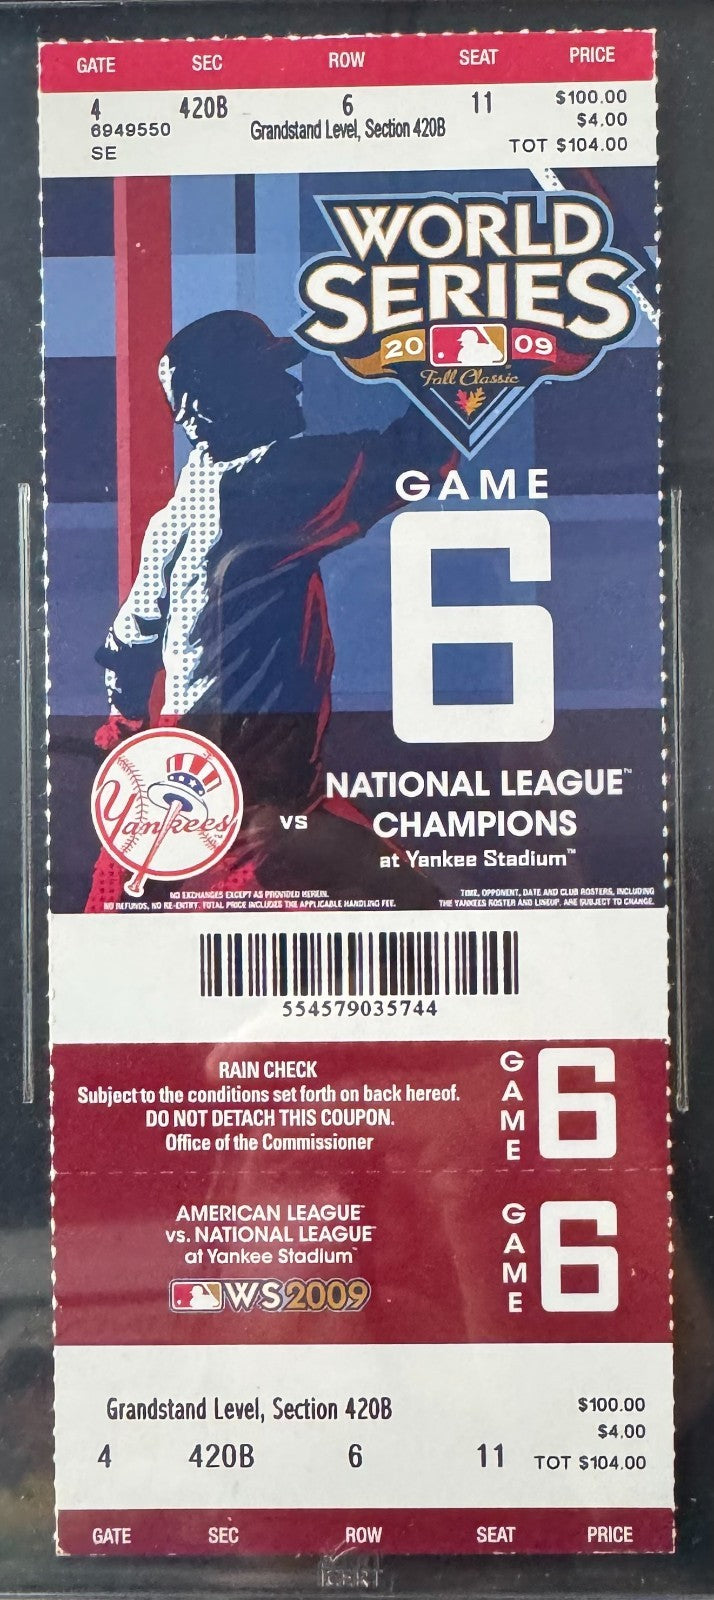 GATE SEC ROW SEAT PRICE
4 420B 6 11 $100.00
6949550 Grandstand Level, Section 420B $4.00
SE TOT $104.00
WORLD
SERIES
20 09
Fall Classic
GAME
6
Yankees
vs
NATIONAL LEAGUE™
CHAMPIONS
at Yankee Stadium™
NO EXCHANGES EXCEPT AS PROVIDED HEREIN.
NO REFUNDS, NO RE-ENTRY. TOTAL PRICE INCLUDES THE APPLICABLE HANDLING FEE.
TIME, OPPONENT, DATE AND CLUB ROSTERS, INCLUDING
THE YANKEES ROSTER AND LINEUP, ARE SUBJECT TO CHANGE.
554579035744
RAIN CHECK
Subject to the conditions set forth on back hereof.
DO NOT DETACH THIS COUPON.
Office of the Commissioner
GAME 6
AMERICAN LEAGUE™
vs. NATIONAL LEAGUE™
at Yankee Stadium™
WS2009
GAME 6
Grandstand Level, Section 420B $100.00
$4.00
4 420B 6 11 TOT $104.00
GATE SEC ROW SEAT PRICE